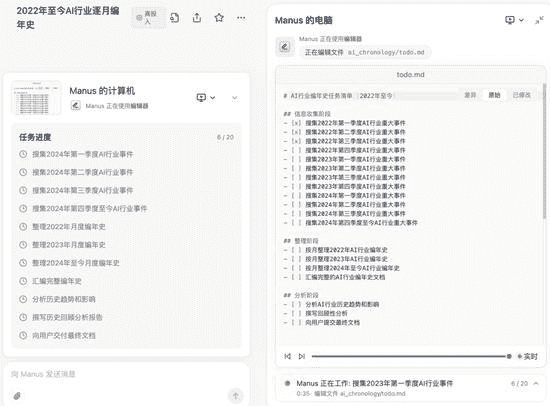 2022年至今AI行业逐月编年史
高投入
Manus 的计算机
Manus 正在使用编辑器
任务进度
6 / 20
搜集2024年第一季度AI行业事件
搜集2024年第二季度AI行业事件
搜集2024年第三季度AI行业事件
搜集2024年第四季度至今AI行业事件
整理2022年月度编年史
整理2023年月度编年史
整理2024年至今月度编年史
汇编完整编年史
分析历史趋势和影响
撰写历史回顾分析报告
向用户交付最终文档
向 Manus 发送消息
Manus 的电脑
Manus 正在使用编辑器
正在编辑文件 ai_chronology/todo.md
todo.md
# AI行业编年史任务清单（2022年至今）
差异 原始 已修改
## 信息收集阶段
- [x] 搜集2022年第一季度AI行业重大事件
- [x] 搜集2022年第二季度AI行业重大事件
- [x] 搜集2022年第三季度AI行业重大事件
- [ ] 搜集2022年第四季度AI行业重大事件
- [ ] 搜集2023年第一季度AI行业重大事件
- [ ] 搜集2023年第二季度AI行业重大事件
- [ ] 搜集2023年第三季度AI行业重大事件
- [ ] 搜集2023年第四季度AI行业重大事件
- [ ] 搜集2024年第一季度AI行业重大事件
- [ ] 搜集2024年第二季度AI行业重大事件
- [ ] 搜集2024年第三季度AI行业重大事件
- [ ] 搜集2024年第四季度至今AI行业重大事件
## 整理阶段
- [ ] 按月整理2022年AI行业编年史
- [ ] 按月整理2023年AI行业编年史
- [ ] 按月整理2024年至今AI行业编年史
- [ ] 汇编完整的AI行业编年史文档
## 分析阶段
- [ ] 分析AI行业历史趋势和影响
- [ ] 撰写回顾性分析
- [ ] 向用户提交最终文档
实时
Manus 正在工作: 搜集2023年第一季度AI行业事件
6 / 20
0:35 编辑文件 ai_chronology/todo.md